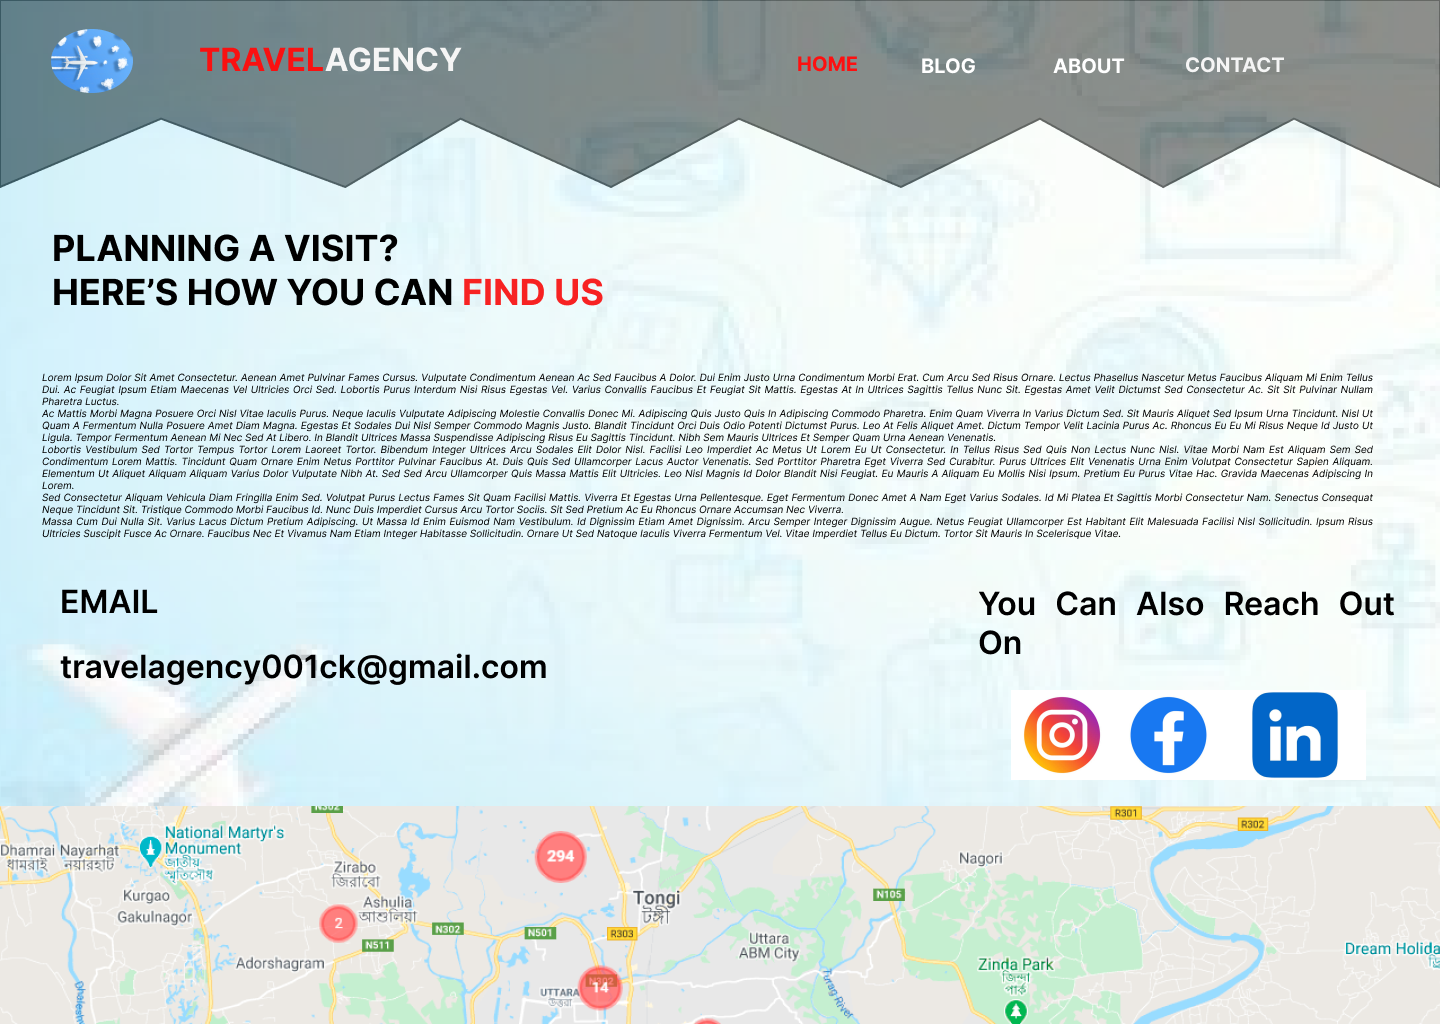 TRAVELAGENCY
HOME BLOG ABOUT CONTACT
PLANNING A VISIT?
HERE’S HOW YOU CAN FIND US
Lorem Ipsum Dolor Sit Amet Consectetur. Aenean Amet Pulvinar Fames Cursus. Vulputate Condimentum Aenean Ac Sed Faucibus A Dolor. Dui Enim Justo Urna Condimentum Morbi Erat. Cum Arcu Sed Risus Ornare. Lectus Phasellus Nascetur Metus Faucibus Aliquam Mi Enim Tellus
Dui. Ac Feugiat Ipsum Etiam Maecenas Vel Ultricies Orci Sed. Lobortis Purus Interdum Nisi Risus Egestas Vel. Varius Convallis Faucibus Et Feugiat Sit Mattis. Egestas At In Ultrices Sagittis Tellus Nunc Sit. Egestas Amet Velit Dictumst Sed Consectetur Ac. Sit Sit Pulvinar Nullam
Pharetra Luctus.
Ac Mattis Morbi Magna Posuere Orci Nisl Vitae Iaculis Purus. Neque Iaculis Vulputate Adipiscing Molestie Convallis Donec Mi. Adipiscing Quis Justo Quis In Adipiscing Commodo Pharetra. Enim Quam Viverra In Varius Dictum Sed. Sit Mauris Aliquet Sed Ipsum Urna Tincidunt. Nisl Ut
Quam A Fermentum Nulla Posuere Amet Diam Magna. Egestas Et Sodales Dui Nisl Semper Commodo Magnis Justo. Blandit Tincidunt Orci Duis Odio Potenti Dictumst Purus. Leo At Felis Aliquet Amet. Dictum Tempor Velit Lacinia Purus Ac. Rhoncus Eu Eu Mi Risus Neque Id Justo Ut
Ligula. Tempor Fermentum Aenean Mi Nec Sed At Libero. In Blandit Ultrices Massa Suspendisse Adipiscing Risus Eu Sagittis Tincidunt. Nibh Sem Mauris Ultrices Et Semper Quam Urna Aenean Venenatis.
Lobortis Vestibulum Sed Tortor Tempus Tortor Lorem Laoreet Tortor. Bibendum Integer Ultrices Arcu Sodales Elit Dolor Nisl. Facilisi Leo Imperdiet Ac Metus Ut Lorem Eu Ut Consectetur. In Tellus Risus Sed Quis Non Lectus Nunc Nisl. Vitae Morbi Nam Est Aliquam Sem Sed
Condimentum Lorem Mattis. Tincidunt Quam Ornare Enim Netus Porttitor Pulvinar Faucibus At. Duis Quis Sed Ullamcorper Lacus Auctor Venenatis. Sed Porttitor Pharetra Eget Viverra Sed Curabitur. Purus Ultrices Elit Venenatis Urna Enim Volutpat Consectetur Sapien Aliquam.
Elementum Ut Aliquet Aliquam Aliquam Varius Dolor Vulputate Nibh At. Sed Sed Arcu Ullamcorper Quis Massa Mattis Elit Ultricies. Leo Nisl Magnis Id Dolor Blandit Nisi Feugiat. Eu Mauris A Aliquam Eu Mollis Nisi Ipsum. Pretium Eu Purus Vitae Hac. Gravida Maecenas Adipiscing In
Lorem.
Sed Consectetur Aliquam Vehicula Diam Fringilla Enim Sed. Volutpat Purus Lectus Fames Sit Quam Facilisi Mattis. Viverra Et Egestas Urna Pellentesque. Eget Fermentum Donec Amet A Nam Eget Varius Sodales. Id Mi Platea Et Sagittis Morbi Consectetur Nam. Senectus Consequat
Neque Tincidunt Sit. Tristique Commodo Morbi Faucibus Id. Nunc Duis Imperdiet Cursus Arcu Tortor Sociis. Sit Sed Pretium Ac Eu Rhoncus Ornare Accumsan Nec Viverra.
Massa Cum Dui Nulla Sit. Varius Lacus Dictum Pretium Adipiscing. Ut Massa Id Enim Euismod Nam Vestibulum. Id Dignissim Etiam Amet Dignissim. Arcu Semper Integer Dignissim Augue. Netus Feugiat Ullamcorper Est Habitant Elit Malesuada Facilisi Nisl Sollicitudin. Ipsum Risus
Ultricies Suscipit Fusce Ac Ornare. Faucibus Nec Et Vivamus Nam Etiam Integer Habitasse Sollicitudin. Ornare Ut Sed Natoque Iaculis Viverra Fermentum Vel. Vitae Imperdiet Tellus Eu Dictum. Tortor Sit Mauris In Scelerisque Vitae.
EMAIL
travelagency001ck@gmail.com
You Can Also Reach Out
On
in
N302
R301
R302
National Martyr's
Monument
জাতীয়
স্মৃতিসৌধ
Dhamrai
ধামরাই
Nayarhat
নয়ারহাট
294
Nagori
Zirabo
জিরাবো
Kurgao
Gakulnagor
Ashulia
আশুলিয়া
2
Tongi
টঙ্গী
N105
N302
N501
R303
N511
Uttara
ABM City
Dream Holida
Adorshagram
Zinda Park
জিন্দা
পার্ক
UTTARA
উত্তরা
N302
14
Turag River